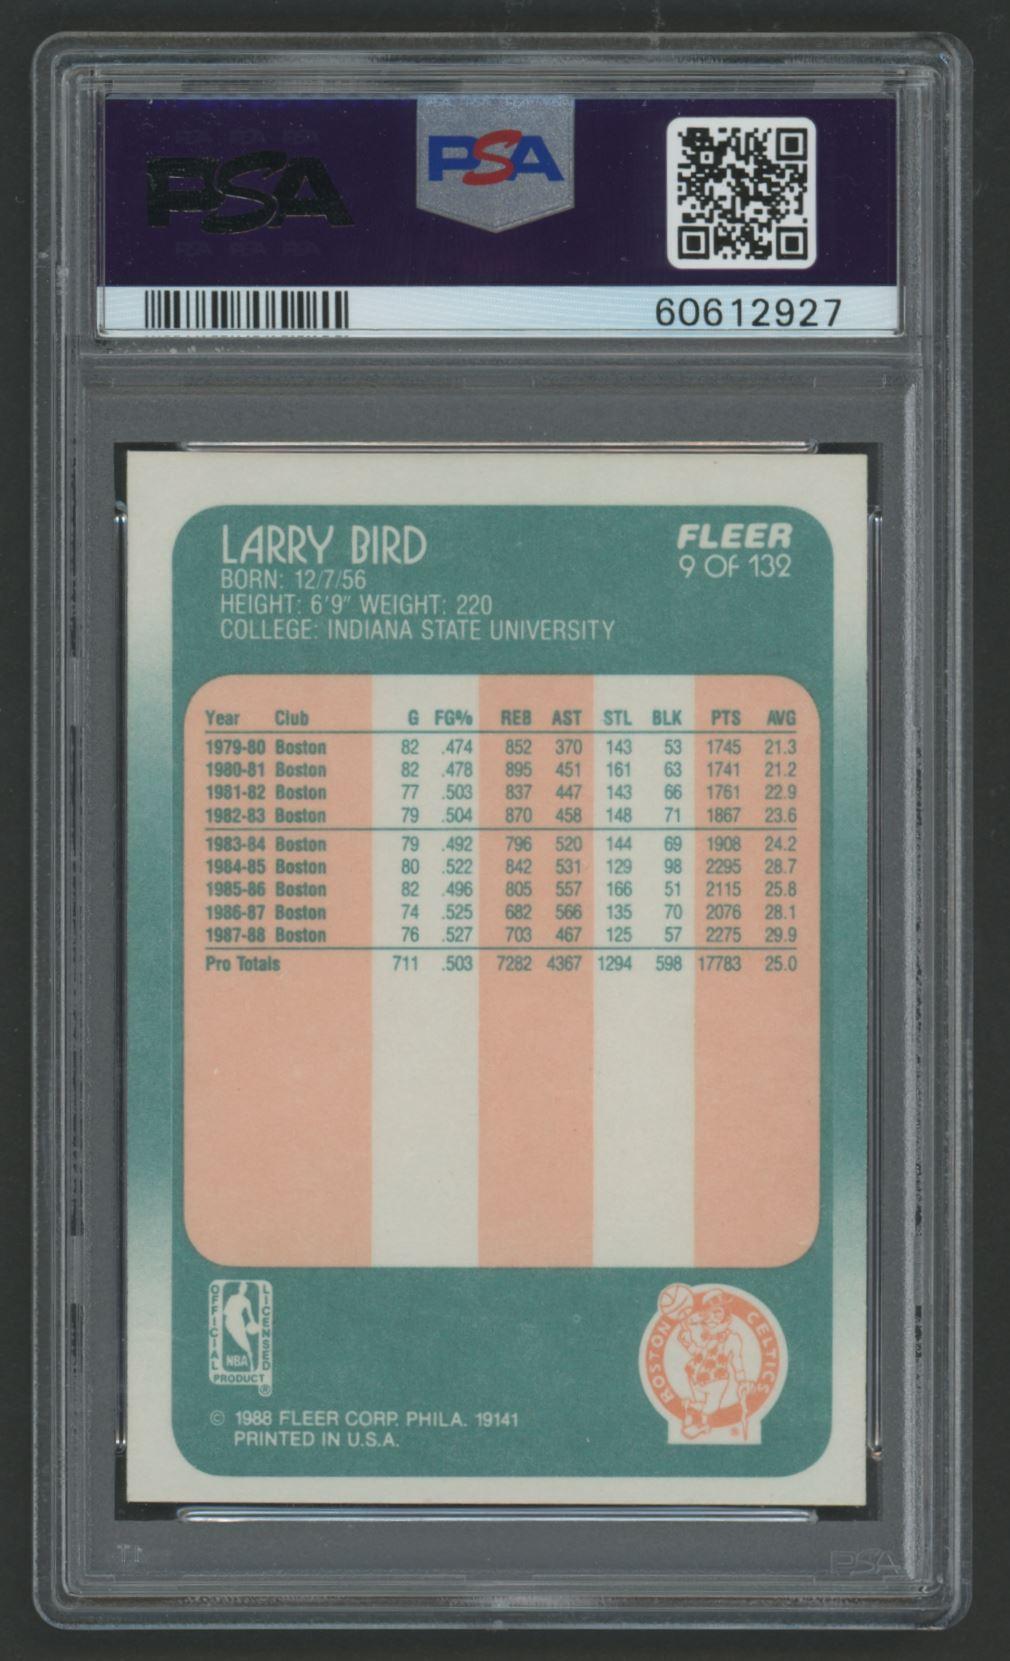 PSA
PSA
60612927
LARRY BIRD
BORN: 12/7/56
HEIGHT: 6'9" WEIGHT: 220
COLLEGE: INDIANA STATE UNIVERSITY
FLEER
9 OF 132
Year Club G FG% REB AST STL BLK PTS AVG
1979-80 Boston 82 .474 852 370 143 53 1745 21.3
1980-81 Boston 82 .478 895 451 161 63 1741 21.2
1981-82 Boston 77 .503 837 447 143 66 1761 22.9
1982-83 Boston 79 .504 870 458 148 71 1867 23.6
1983-84 Boston 79 .492 796 520 144 69 1908 24.2
1984-85 Boston 80 .522 842 531 129 98 2295 28.7
1985-86 Boston 82 .496 805 557 166 51 2115 25.8
1986-87 Boston 74 .525 682 566 135 70 2076 28.1
1987-88 Boston 76 .527 703 467 125 57 2275 29.9
Pro Totals 711 .503 7282 4367 1294 598 17783 25.0
OFFICIAL LICENSED
NBA
PRODUCT
®
BOSTON CELTICS
®
© 1988 FLEER CORP. PHILA. 19141
PRINTED IN U.S.A.
PSA